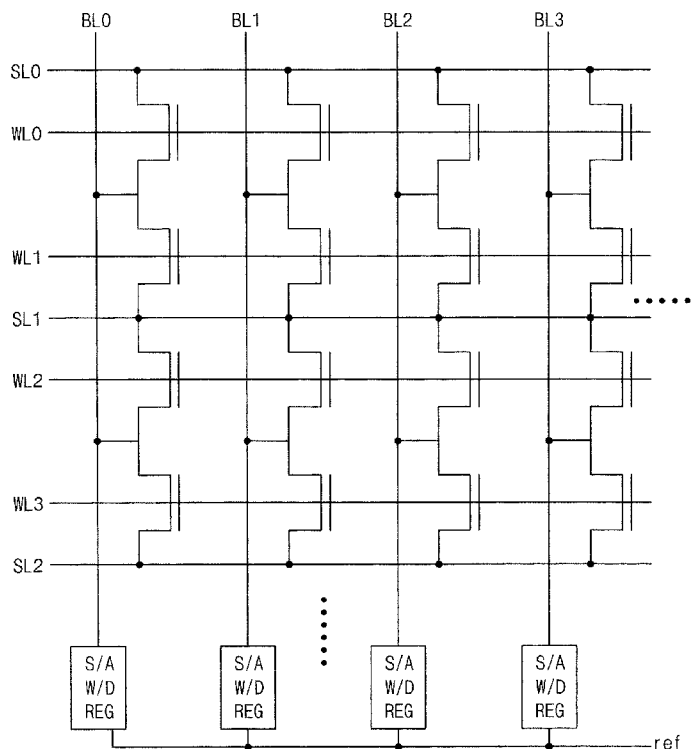 BL0 BL1 BL2 BL3
SL0
WL0
WL1
SL1
WL2
WL3
SL2
S/A S/A S/A S/A
W/D W/D W/D W/D
REG REG REG REG
ref